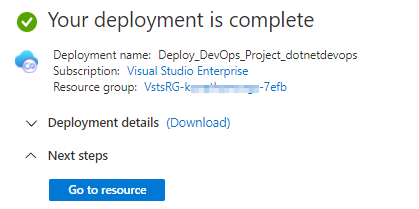 Your deployment is complete
Deployment name: Deploy_DevOps_Project_dotnetdevops
Subscription: Visual Studio Enterprise
Resource group: VstsRG-k -7efb
Deployment details (Download)
Next steps
Go to resource